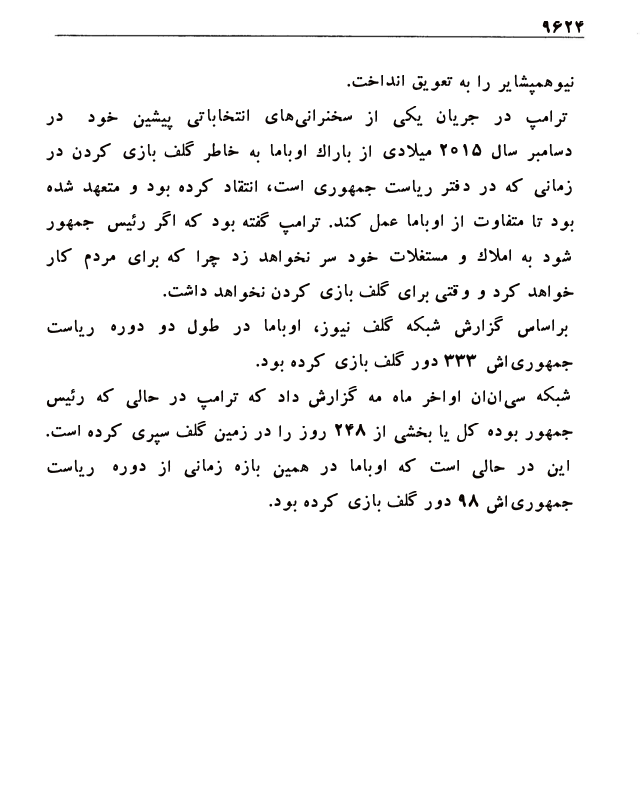 ۹۶۲۴
نیوهمپشایر را به تعویق انداخت.
ترامپ در جریان یکی از سخنرانی‌های انتخاباتی پیشین خود در
دسامبر سال ۲۰۱۵ میلادی از باراك اوباما به خاطر گلف بازی کردن در
زمانی که در دفتر ریاست جمهوری است، انتقاد کرده بود و متعهد شده
بود تا متفاوت از اوباما عمل کند. ترامپ گفته بود که اگر رئیس جمهور
شود به املاك و مستغلات خود سر نخواهد زد چرا که برای مردم کار
خواهد کرد و وقتی برای گلف بازی کردن نخواهد داشت.
براساس گزارش شبکه گلف نیوز، اوباما در طول دو دوره ریاست
جمهوری‌اش ۳۳۳ دور گلف بازی کرده بود.
شبکه سی‌ان‌ان اواخر ماه مه گزارش داد که ترامپ در حالی که رئیس
جمهور بوده کل یا بخشی از ۲۴۸ روز را در زمین گلف سپری کرده است.
این در حالی است که اوباما در همین بازه زمانی از دوره ریاست
جمهوری‌اش ۹۸ دور گلف بازی کرده بود.